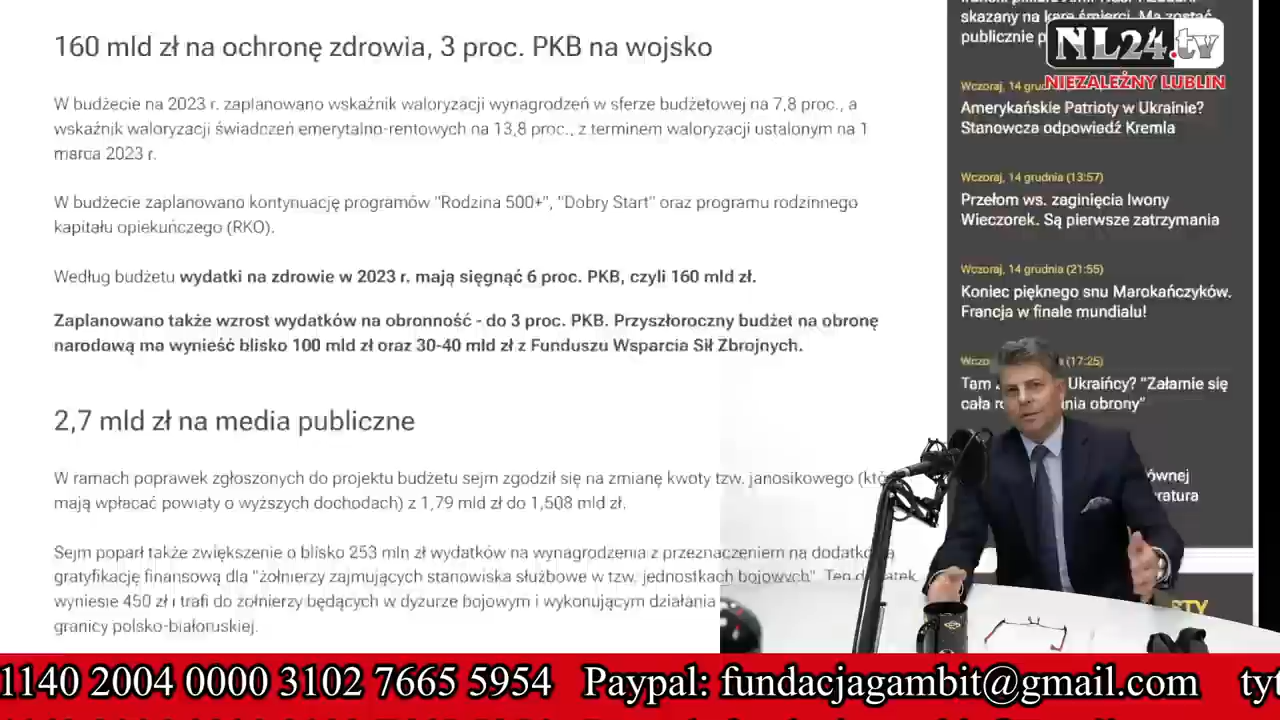 160 mld zł na ochronę zdrowia, 3 proc. PKB na wojsko
W budżecie na 2023 r. zaplanowano wskaźnik waloryzacji wynagrodzeń w sferze budżetowej na 7,8 proc., a
wskaźnik waloryzacji świadczeń emerytalno-rentowych na 13,8 proc., z terminem waloryzacji ustalonym na 1
marca 2023 r.
W budżecie zaplanowano kontynuację programów "Rodzina 500+", "Dobry Start" oraz programu rodzinnego
kapitału opiekuńczego (RKO).
Według budżetu wydatki na zdrowie w 2023 r. mają sięgnąć 6 proc. PKB, czyli 160 mld zł.
Zaplanowano także wzrost wydatków na obronność - do 3 proc. PKB. Przyszłoroczny budżet na obronę
narodową ma wynieść blisko 100 mld zł oraz 30-40 mld zł z Funduszu Wsparcia Sił Zbrojnych.
2,7 mld zł na media publiczne
W ramach poprawek zgłoszonych do projektu budżetu sejm zgodził się na zmianę kwoty tzw. janosikowego
mają wpłacać powiaty o wyższych dochodach) z 1,79 mld zł do 1,508 mld zł.
Sejm poparł także zwiększenie o blisko 253 mln zł wydatków na wynagrodzenia z przeznaczeniem na
gratyfikację finansową dla "żołnierzy zajmujących stanowiska służbowe w tzw. jednostkach bojowych". Ten
wyniesie 450 zł i trafi do żołnierzy będących w dyżurze bojowym i wykonującym działania
granicy polsko-białoruskiej.
skazany na karę śmierci. Ma zostać
publicznie
NL24.tv
NIEZALEŻNY LUBLIN
Wczoraj, 14
Amerykańskie Patrioty w Ukrainie?
Stanowcza odpowiedź Kremla
Wczoraj, 14 grudnia (13:57)
Przełom ws. zaginięcia Iwony
Wieczorek. Są pierwsze zatrzymania
Wczoraj, 14 grudnia (21:55)
Koniec pięknego snu Marokańczyków.
Francja w finale mundialu!
(17:25)
Tam Ukraińcy? "Załamie się
cała obrony"
1140 2004 0000 3102 7665 5954 Paypal: fundacjagambit@gmail.com tyt